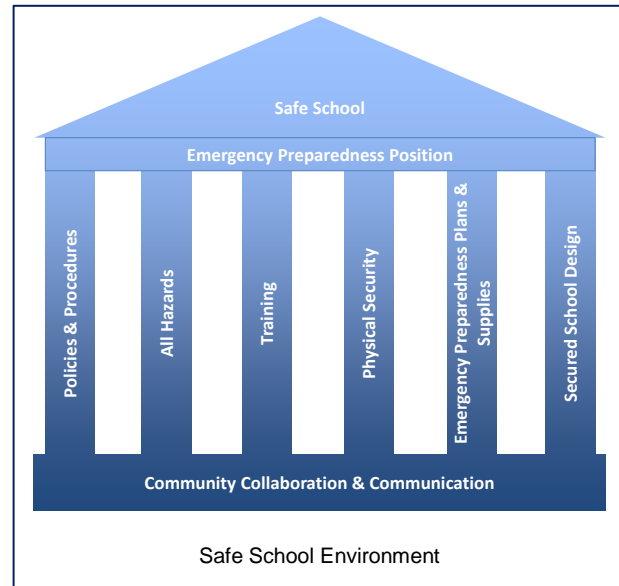 Safe School
Emergency Preparedness Position
Policies & Procedures
All Hazards
Training
Physical Security
Emergency Preparedness Plans &
Supplies
Secured School Design
Community Collaboration & Communication
Safe School Environment